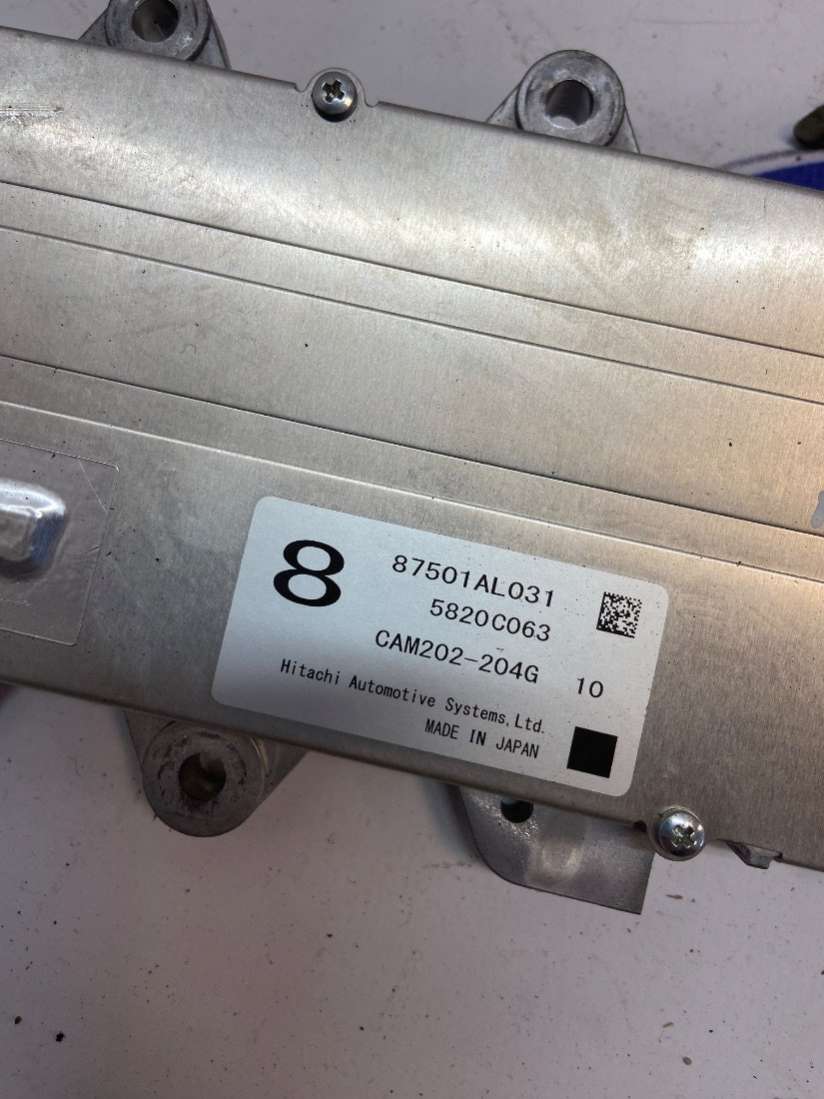 8
87501AL031
5820C063
CAM202-204G 10
Hitachi Automotive Systems,Ltd.
MADE IN JAPAN